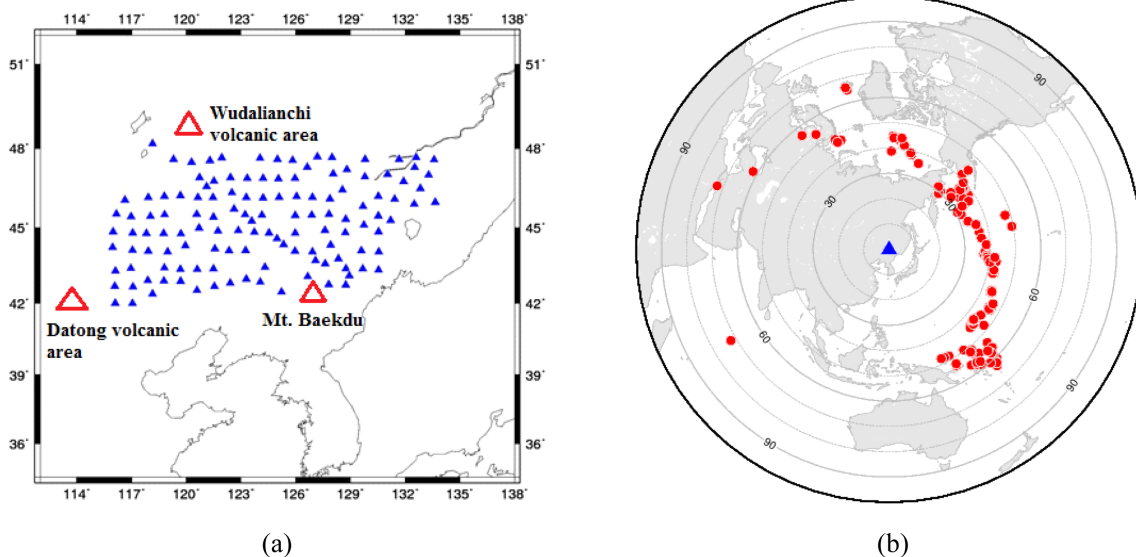 114° 117° 120° 123° 126° 129° 132° 135° 138°
51° 51°
Wudalianchi
volcanic area
48° 48°
45° 45°
42° 42°
Mt. Baekdu
Datong volcanic
area
39° 39°
36° 36°
114° 117° 120° 123° 126° 129° 132° 135° 138°
(a)
90
90
30
60
60
90
90
(b)